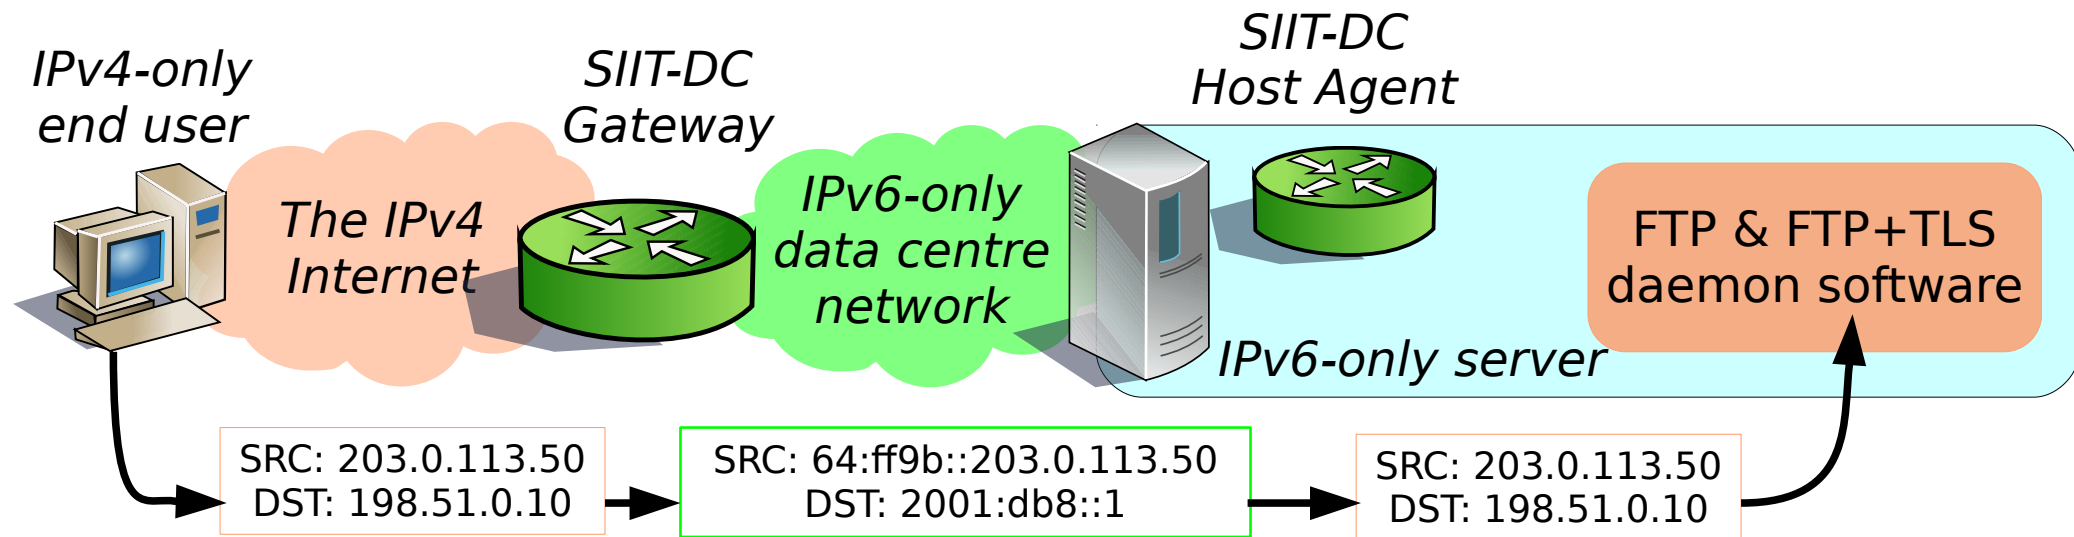 IPv4-only
end user
SIIT-DC
Gateway
SIIT-DC
Host Agent
The IPv4
Internet
IPv6-only
data centre
network
FTP & FTP+TLS
daemon software
IPv6-only server
SRC: 203.0.113.50
DST: 198.51.0.10
SRC: 64:ff9b::203.0.113.50
DST: 2001:db8::1
SRC: 203.0.113.50
DST: 198.51.0.10